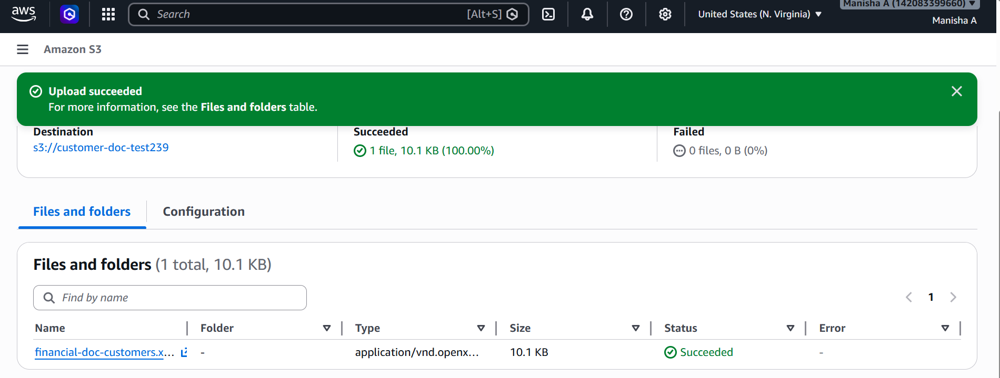 aws
Search [Alt+S]
United States (N. Virginia)
Manisha A (142083399660)
Manisha A
Amazon S3
Upload succeeded
For more information, see the Files and folders table.
Destination Succeeded Failed
s3://customer-doc-test239 1 file, 10.1 KB (100.00%) 0 files, 0 B (0%)
Files and folders Configuration
Files and folders (1 total, 10.1 KB)
Find by name 1
Name Folder Type Size Status Error
financial-doc-customers.x... - application/vnd.openx... 10.1 KB Succeeded -